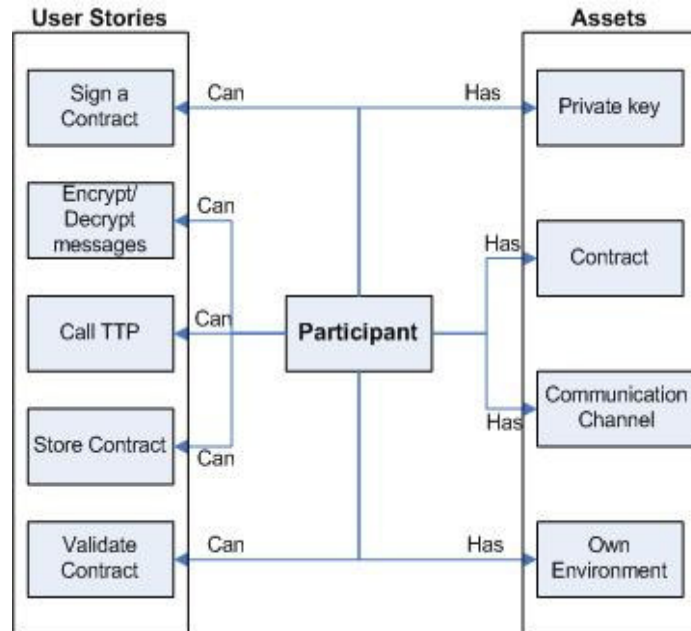 User Stories
Assets
Sign a
Contract
Can
Has
Private key
Encrypt/
Decrypt
messages
Can
Has
Contract
Call TTP
Can
Participant
Communication
Channel
Has
Store Contract
Can
Validate
Contract
Can
Has
Own
Environment